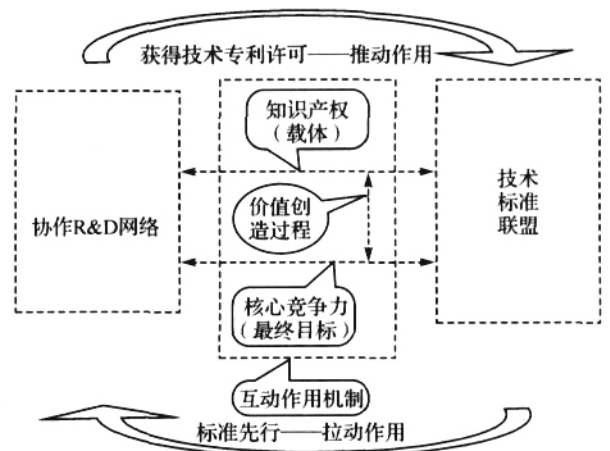 获得技术专利许可——推动作用
知识产权
（载体）
价值创
造过程
协作R&D网络
技术
标准
联盟
核心竞争力
（最终目标）
互动作用机制
标准先行——拉动作用